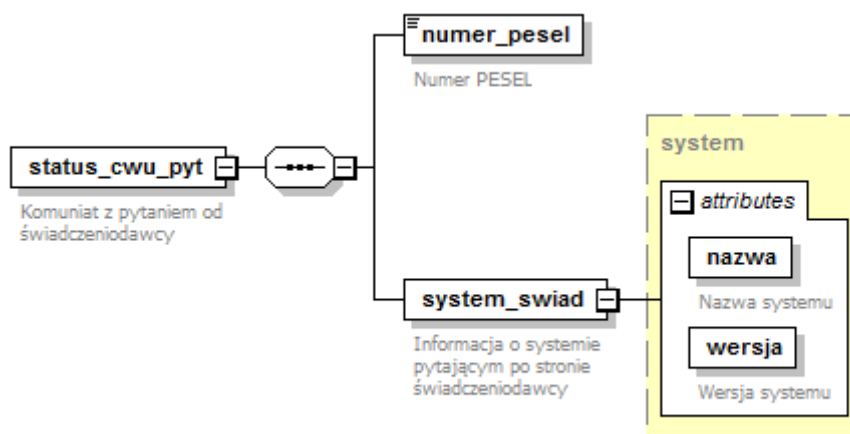 numer_pesel
Numer PESEL
status_cwu_pyt
Komuniat z pytaniem od
świadczeniodawcy
system_swiad
Informacja o systemie
pytającym po stronie
świadczeniodawcy
system
attributes
nazwa
Nazwa systemu
wersja
Wersja systemu